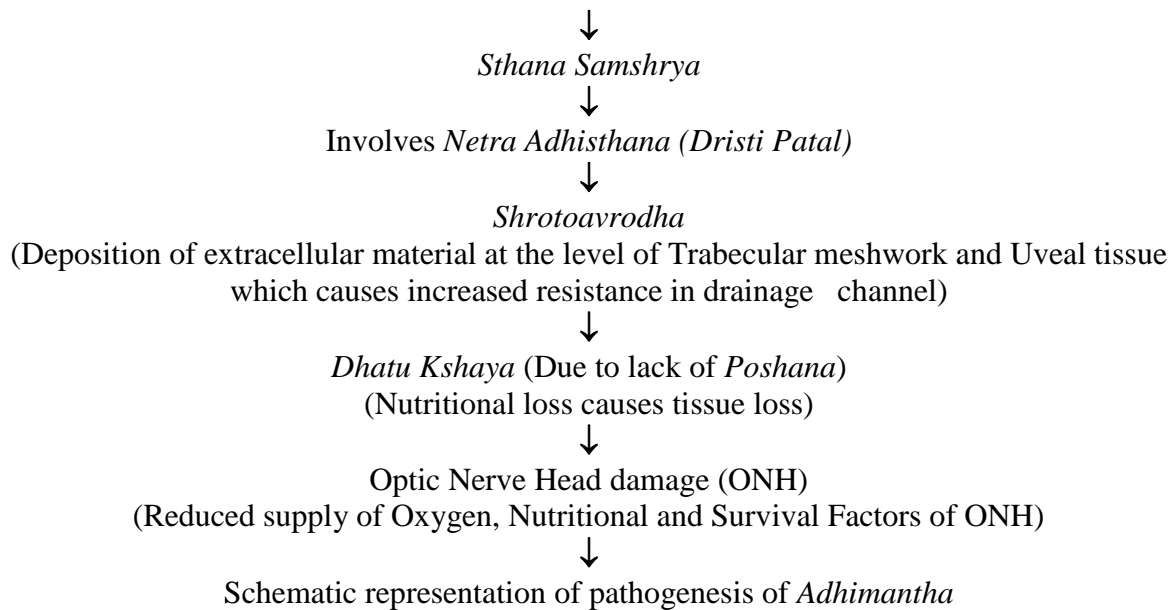 ↓
Sthana Samshrya
↓
Involves Netra Adhisthana (Dristi Patal)
↓
Shrotoavrodha
(Deposition of extracellular material at the level of Trabecular meshwork and Uveal tissue
which causes increased resistance in drainage channel)
↓
Dhatu Kshaya (Due to lack of Poshana)
(Nutritional loss causes tissue loss)
↓
Optic Nerve Head damage (ONH)
(Reduced supply of Oxygen, Nutritional and Survival Factors of ONH)
↓
Schematic representation of pathogenesis of Adhimantha